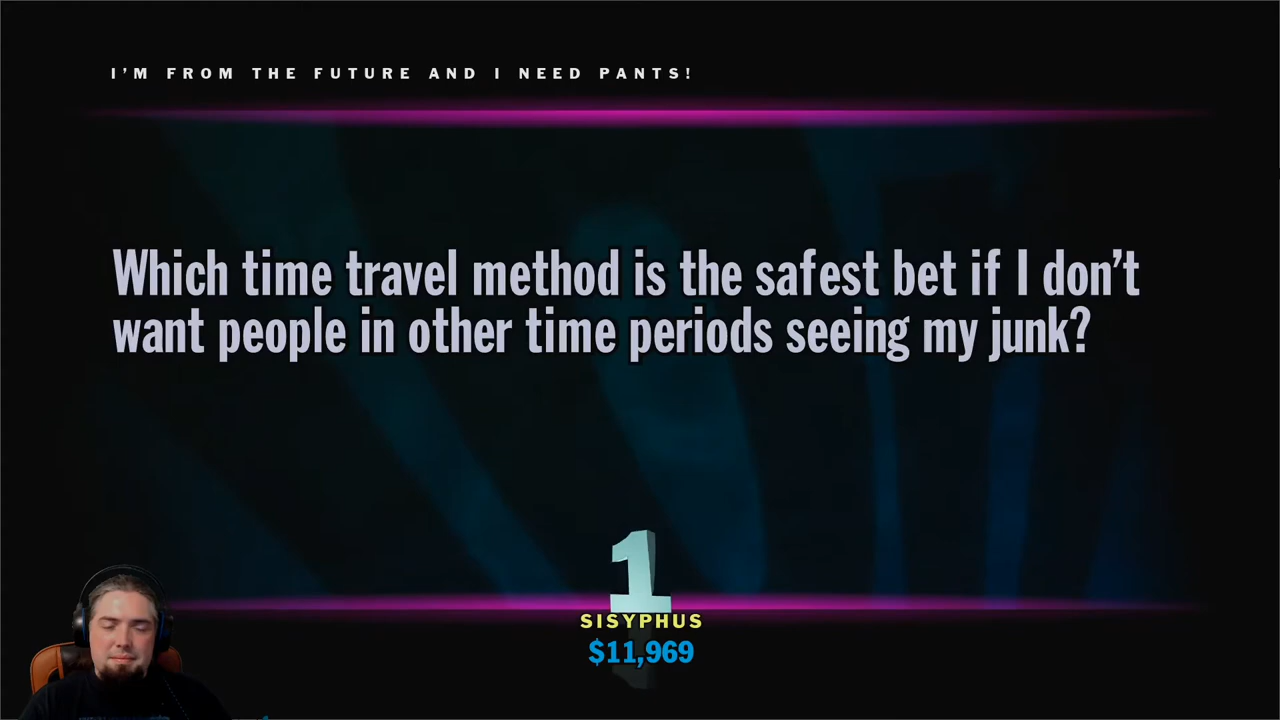 I'M FROM THE FUTURE AND I NEED PANTS!
Which time travel method is the safest bet if I don't
want people in other time periods seeing my junk?
1
SISYPHUS
$11,969